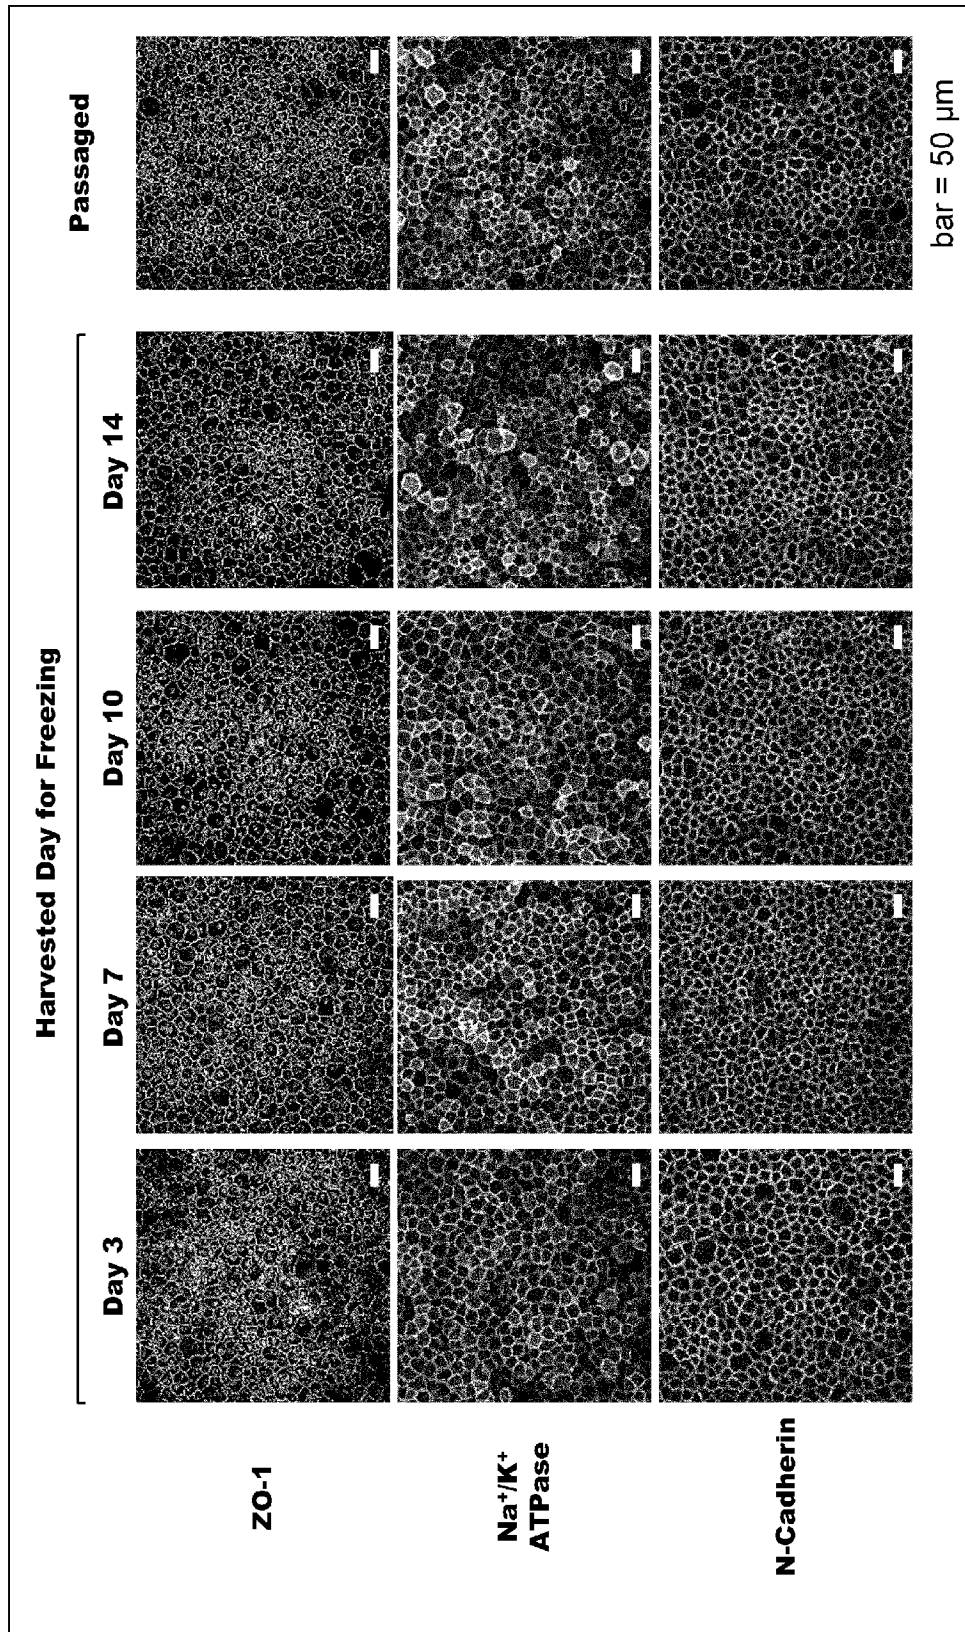 Harvested Day for Freezing
Day 3
Day 7
Day 10
Day 14
Passaged
ZO-1
Na⁺/K⁺
ATPase
N-Cadherin
bar = 50 μm